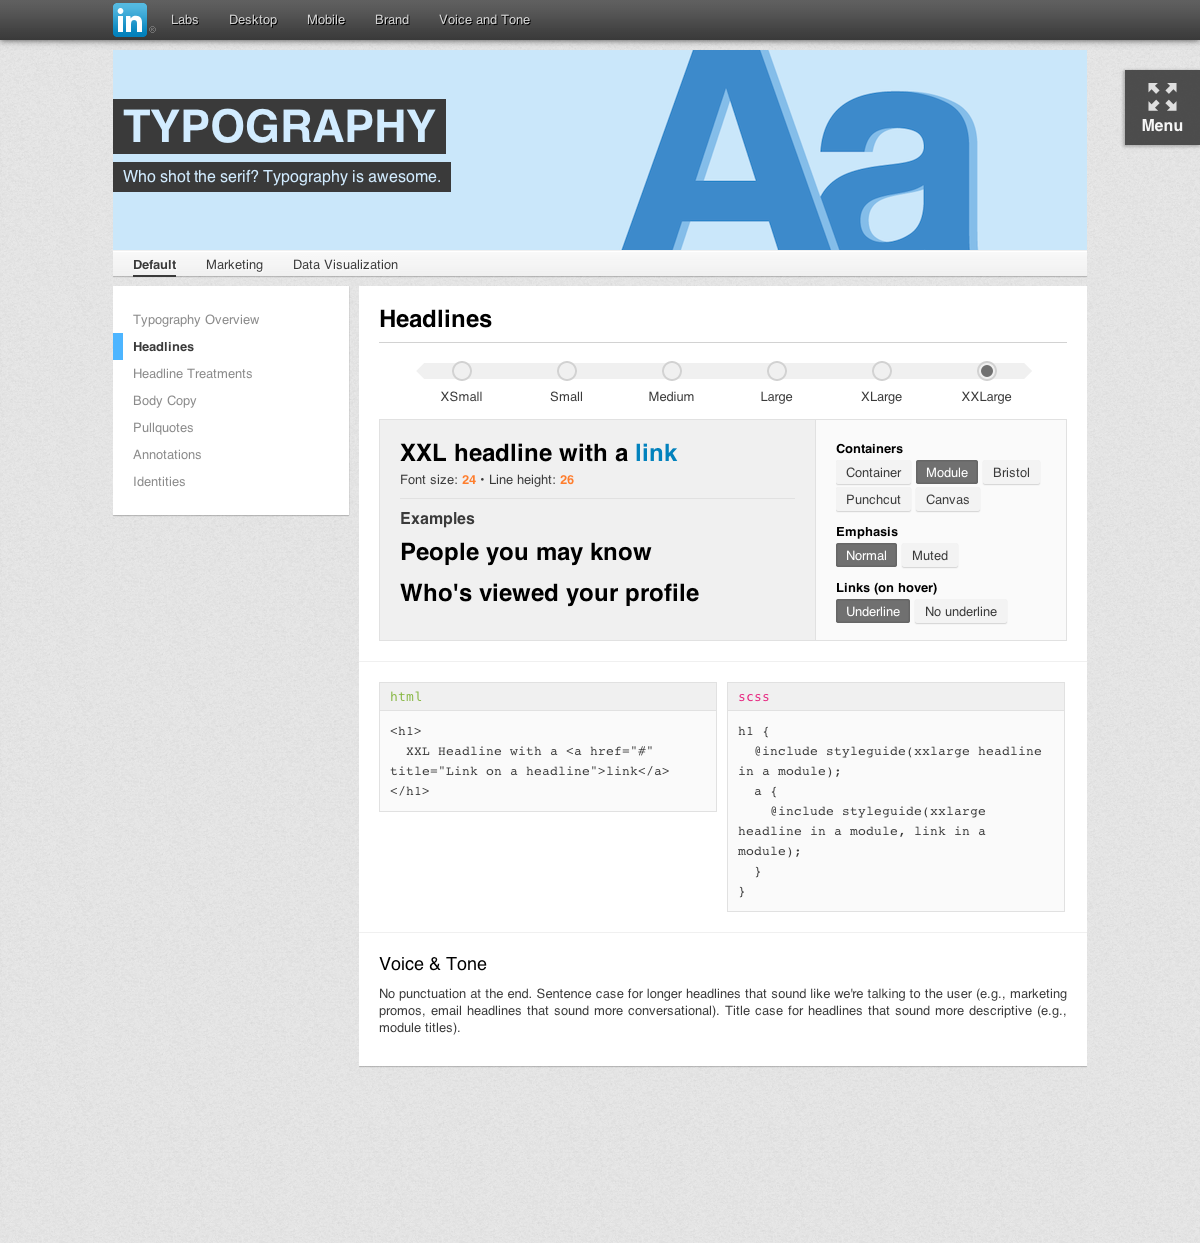 in ® Labs Desktop Mobile Brand Voice and Tone
Aa
Menu
TYPOGRAPHY
Who shot the serif? Typography is awesome.
Default Marketing Data Visualization
Typography Overview
Headlines
Headline Treatments
Body Copy
Pullquotes
Annotations
Identities
Headlines
XSmall Small Medium Large XLarge XXLarge
XXL headline with a link
Font size: 24 • Line height: 26
Examples
People you may know
Who's viewed your profile
Containers
Container Module Bristol
Punchcut Canvas
Emphasis
Normal Muted
Links (on hover)
Underline No underline
html
<h1>
  XXL Headline with a <a href="#"
title="Link on a headline">link</a>
</h1>
scss
h1 {
  @include styleguide(xxlarge headline
in a module);
  a {
    @include styleguide(xxlarge
headline in a module, link in a
module);
  }
}
Voice & Tone
No punctuation at the end. Sentence case for longer headlines that sound like we're talking to the user (e.g., marketing
promos, email headlines that sound more conversational). Title case for headlines that sound more descriptive (e.g.,
module titles).